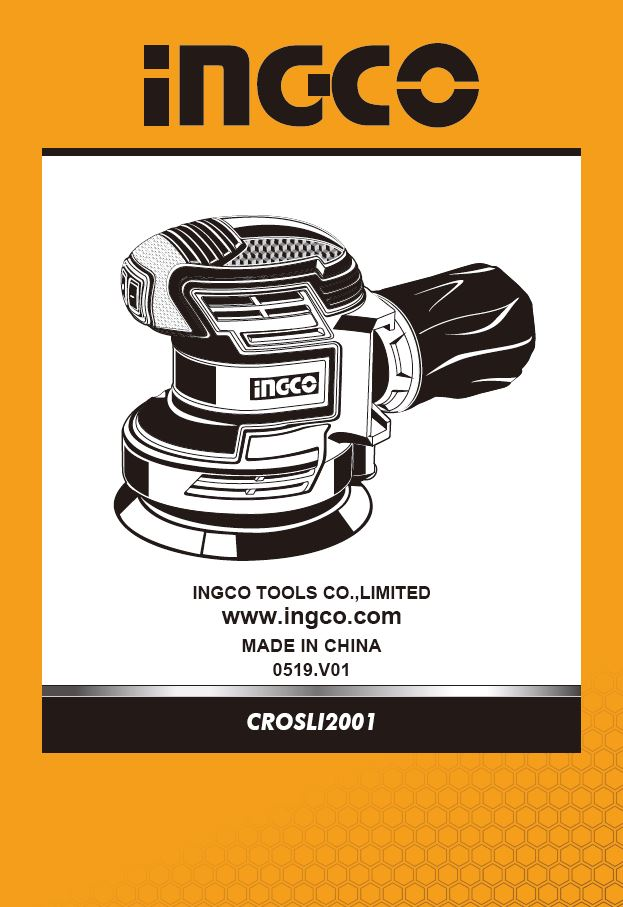 INGCO
INGCO
INGCO TOOLS CO.,LIMITED
www.ingco.com
MADE IN CHINA
0519.V01
CROSLI2001